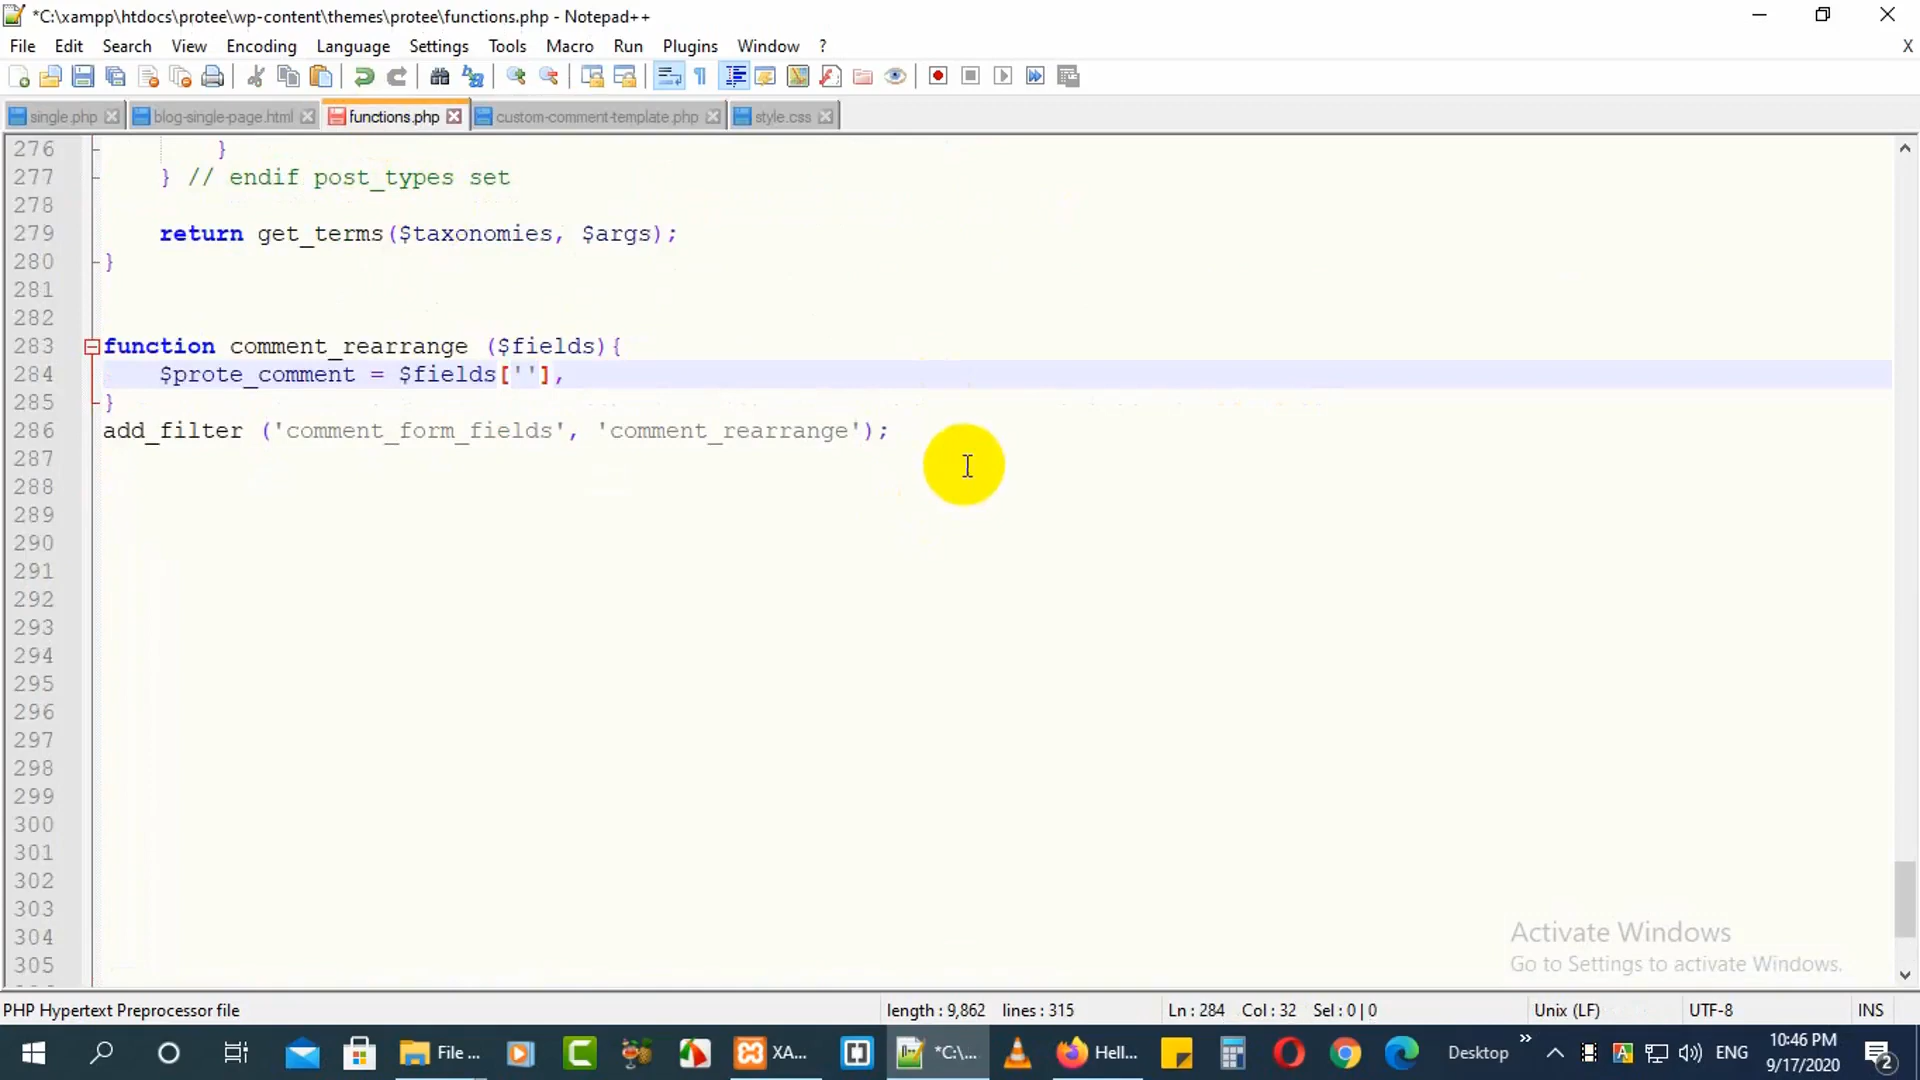 *C:\xampp\htdocs\protee\wp-content\themes\protee\functions.php - Notepad++
File Edit Search View Encoding Language Settings Tools Macro Run Plugins Window ? X
single.php blog-single-page.html functions.php custom-comment-template.php style.css
276 }
277 } // endif post_types set
278
279 return get_terms($taxonomies, $args);
280 }
281
282
283 function comment_rearrange ($fields){
284 $prote_comment = $fields[''],
285 }
286 add_filter ('comment_form_fields', 'comment_rearrange');
287
288
289
290
291
292
293
294
295
296
297
298
299
300
301
302
303
304
305
Activate Windows
Go to Settings to activate Windows.
PHP Hypertext Preprocessor file length : 9,862 lines : 315 Ln : 284 Col : 32 Sel : 0 | 0 Unix (LF) UTF-8 INS
File ... XA... *C:\... Hell... Desktop ENG 10:46 PM
9/17/2020 2